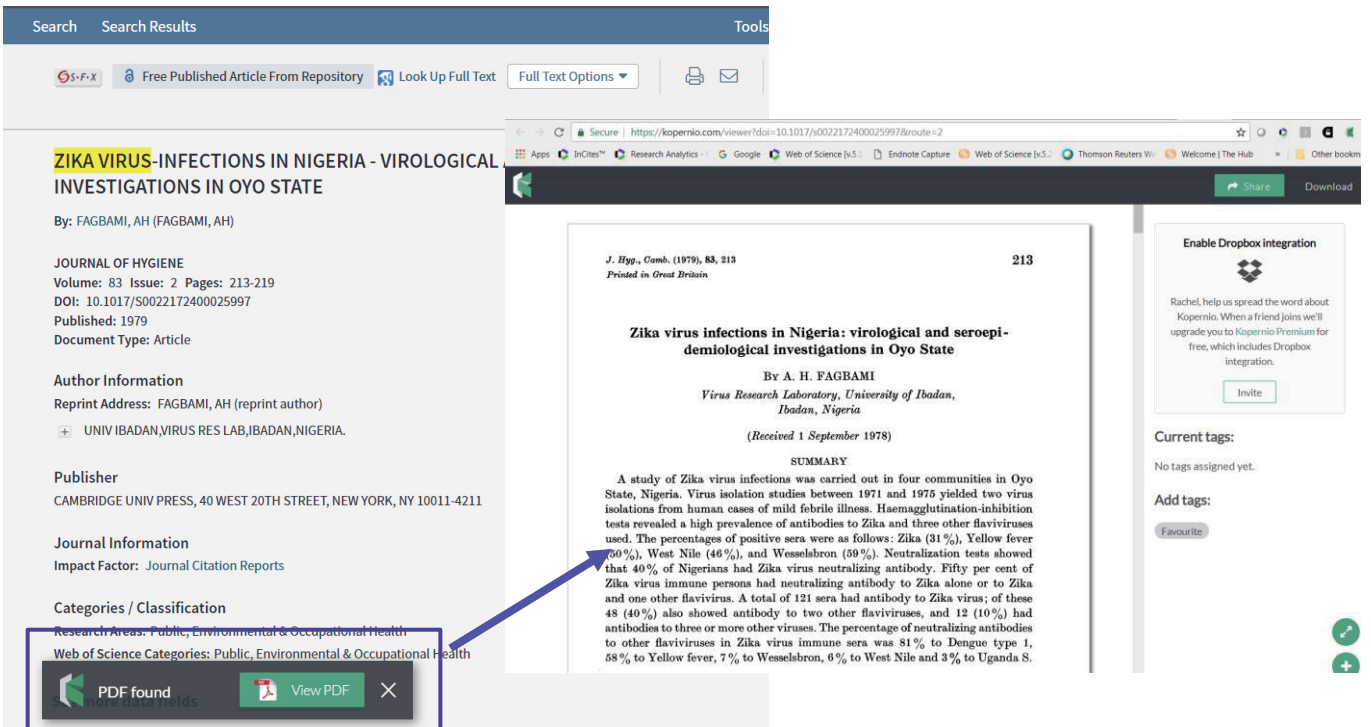 Search Search Results Tools
S·F·X Free Published Article From Repository Look Up Full Text Full Text Options
ZIKA VIRUS-INFECTIONS IN NIGERIA - VIROLOGICAL
INVESTIGATIONS IN OYO STATE
By: FAGBAMI, AH (FAGBAMI, AH)
JOURNAL OF HYGIENE
Volume: 83 Issue: 2 Pages: 213-219
DOI: 10.1017/S0022172400025997
Published: 1979
Document Type: Article
Author Information
Reprint Address: FAGBAMI, AH (reprint author)
+ UNIV IBADAN,VIRUS RES LAB,IBADAN,NIGERIA.
Publisher
CAMBRIDGE UNIV PRESS, 40 WEST 20TH STREET, NEW YORK, NY 10011-4211
Journal Information
Impact Factor: Journal Citation Reports
Categories / Classification
Research Areas: Public, Environmental & Occupational Health
Web of Science Categories: Public, Environmental & Occupational Health
PDF found View PDF
more data fields
Secure https://kopernio.com/viewer?doi=10.1017/s0022172400025997&route=2
Apps InCites™ Research Analytics - Google Web of Science [v.5. Endnote Capture Web of Science [v.5.2 Thomson Reuters Welcome | The Hub » Other bookm
Share Download
J. Hyg., Camb. (1979), 83, 213 213
Printed in Great Britain
Zika virus infections in Nigeria: virological and seroepi-
demiological investigations in Oyo State
By A. H. FAGBAMI
Virus Research Laboratory, University of Ibadan,
Ibadan, Nigeria
(Received 1 September 1978)
SUMMARY
A study of Zika virus infections was carried out in four communities in Oyo
State, Nigeria. Virus isolation studies between 1971 and 1975 yielded two virus
isolations from human cases of mild febrile illness. Haemagglutination-inhibition
tests revealed a high prevalence of antibodies to Zika and three other flaviviruses
used. The percentages of positive sera were as follows: Zika (31%), Yellow fever
(50%), West Nile (46%), and Wesselsbron (59%). Neutralization tests showed
that 40% of Nigerians had Zika virus neutralizing antibody. Fifty per cent of
Zika virus immune persons had neutralizing antibody to Zika alone or to Zika
and one other flavivirus. A total of 121 sera had antibody to Zika virus; of these
48 (40%) also showed antibody to two other flaviviruses, and 12 (10%) had
antibodies to three or more other viruses. The percentage of neutralizing antibodies
to other flaviviruses in Zika virus immune sera was 81% to Dengue type 1,
58% to Yellow fever, 7% to Wesselsbron, 6% to West Nile and 3% to Uganda S.
Enable Dropbox integration
Rachel, help us spread the word about
Kopernio. When a friend joins we'll
upgrade you to Kopernio Premium for
free, which includes Dropbox
integration.
Invite
Current tags:
No tags assigned yet.
Add tags:
Favourite